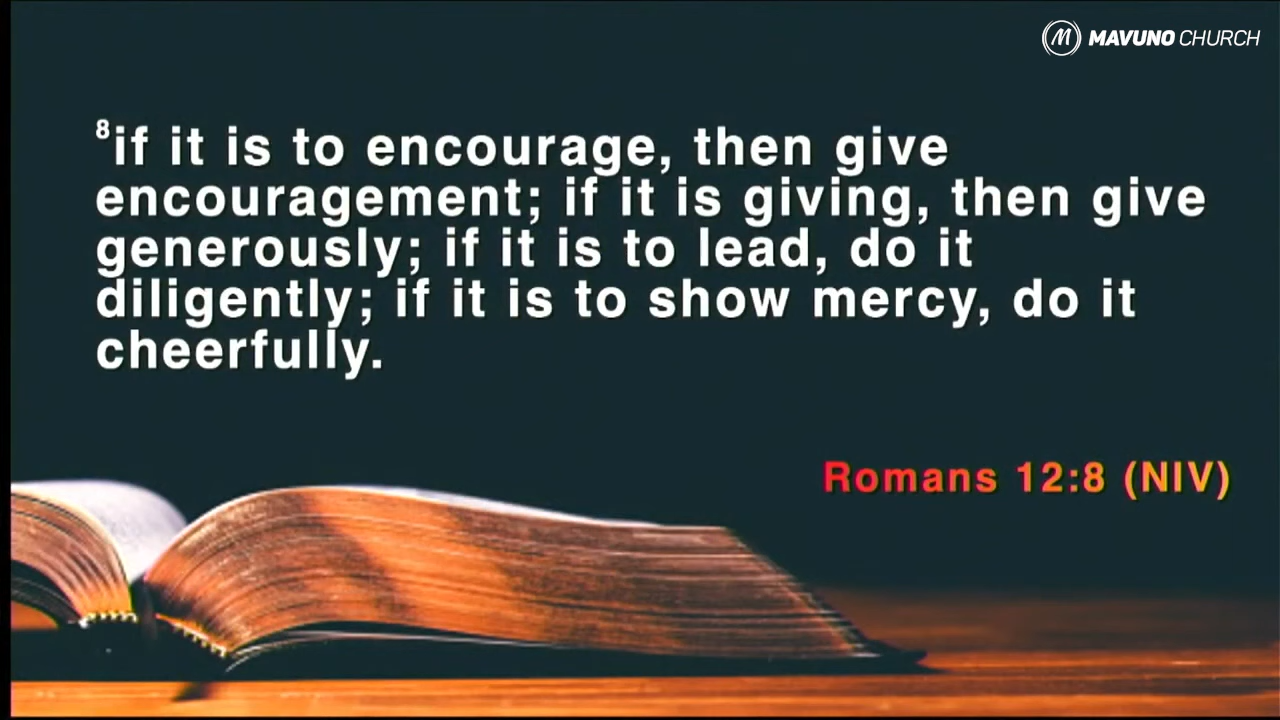 MAVUNO CHURCH
8if it is to encourage, then give
encouragement; if it is giving, then give
generously; if it is to lead, do it
diligently; if it is to show mercy, do it
cheerfully.
Romans 12:8 (NIV)